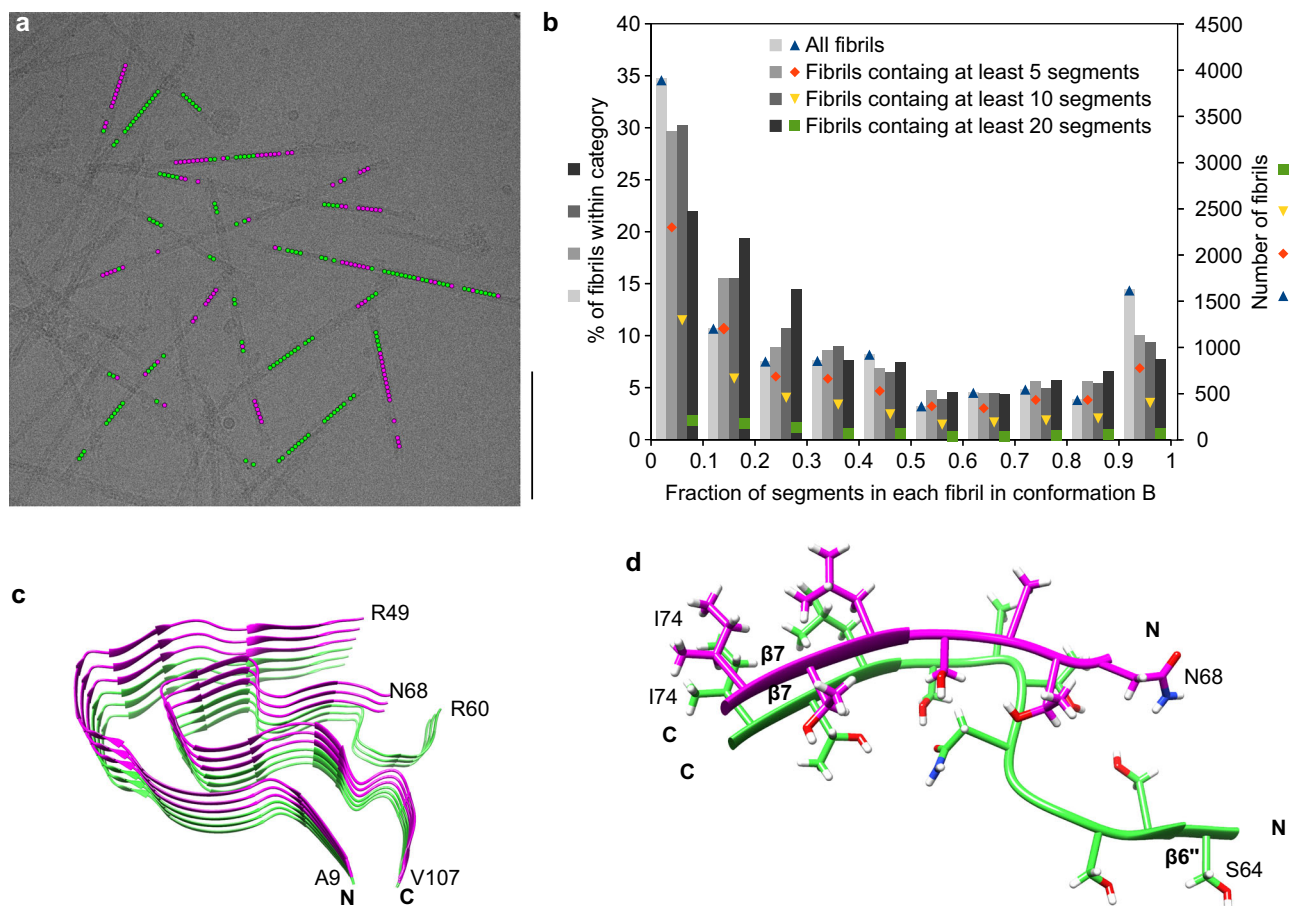 a
b
40
35
30
25
20
15
10
5
0
% of fibrils within category
4500
4000
3500
3000
2500
2000
1500
1000
500
0
Number of fibrils
All fibrils
Fibrils containg at least 5 segments
Fibrils containg at least 10 segments
Fibrils containg at least 20 segments
0 0.1 0.2 0.3 0.4 0.5 0.6 0.7 0.8 0.9 1
Fraction of segments in each fibril in conformation B
c
R49
N68
R60
A9
V107
N
C
d
I74
β7
N
N68
I74
β7
C
C
N
β6"
S64